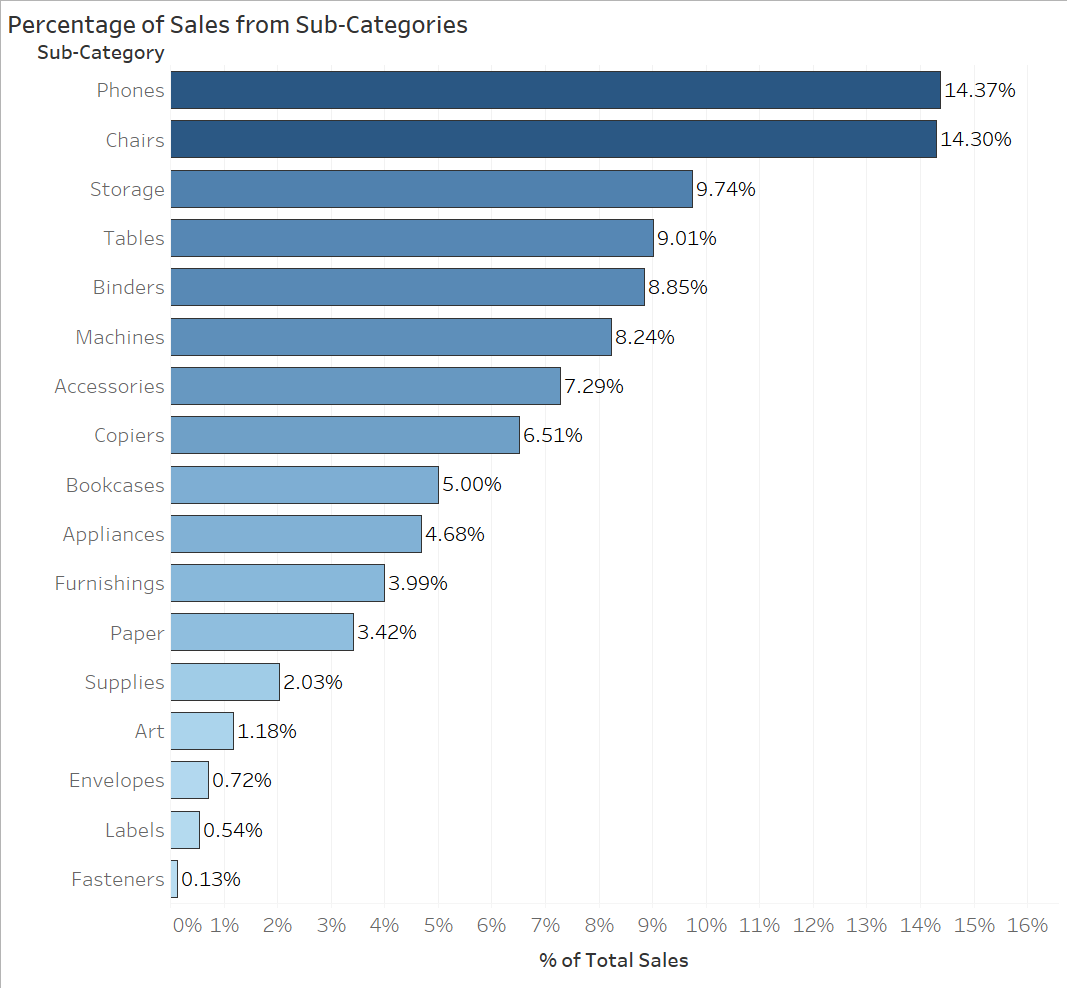 Percentage of Sales from Sub-Categories
Sub-Category
Phones 14.37%
Chairs 14.30%
Storage 9.74%
Tables 9.01%
Binders 8.85%
Machines 8.24%
Accessories 7.29%
Copiers 6.51%
Bookcases 5.00%
Appliances 4.68%
Furnishings 3.99%
Paper 3.42%
Supplies 2.03%
Art 1.18%
Envelopes 0.72%
Labels 0.54%
Fasteners 0.13%
0% 1% 2% 3% 4% 5% 6% 7% 8% 9% 10% 11% 12% 13% 14% 15% 16%
% of Total Sales